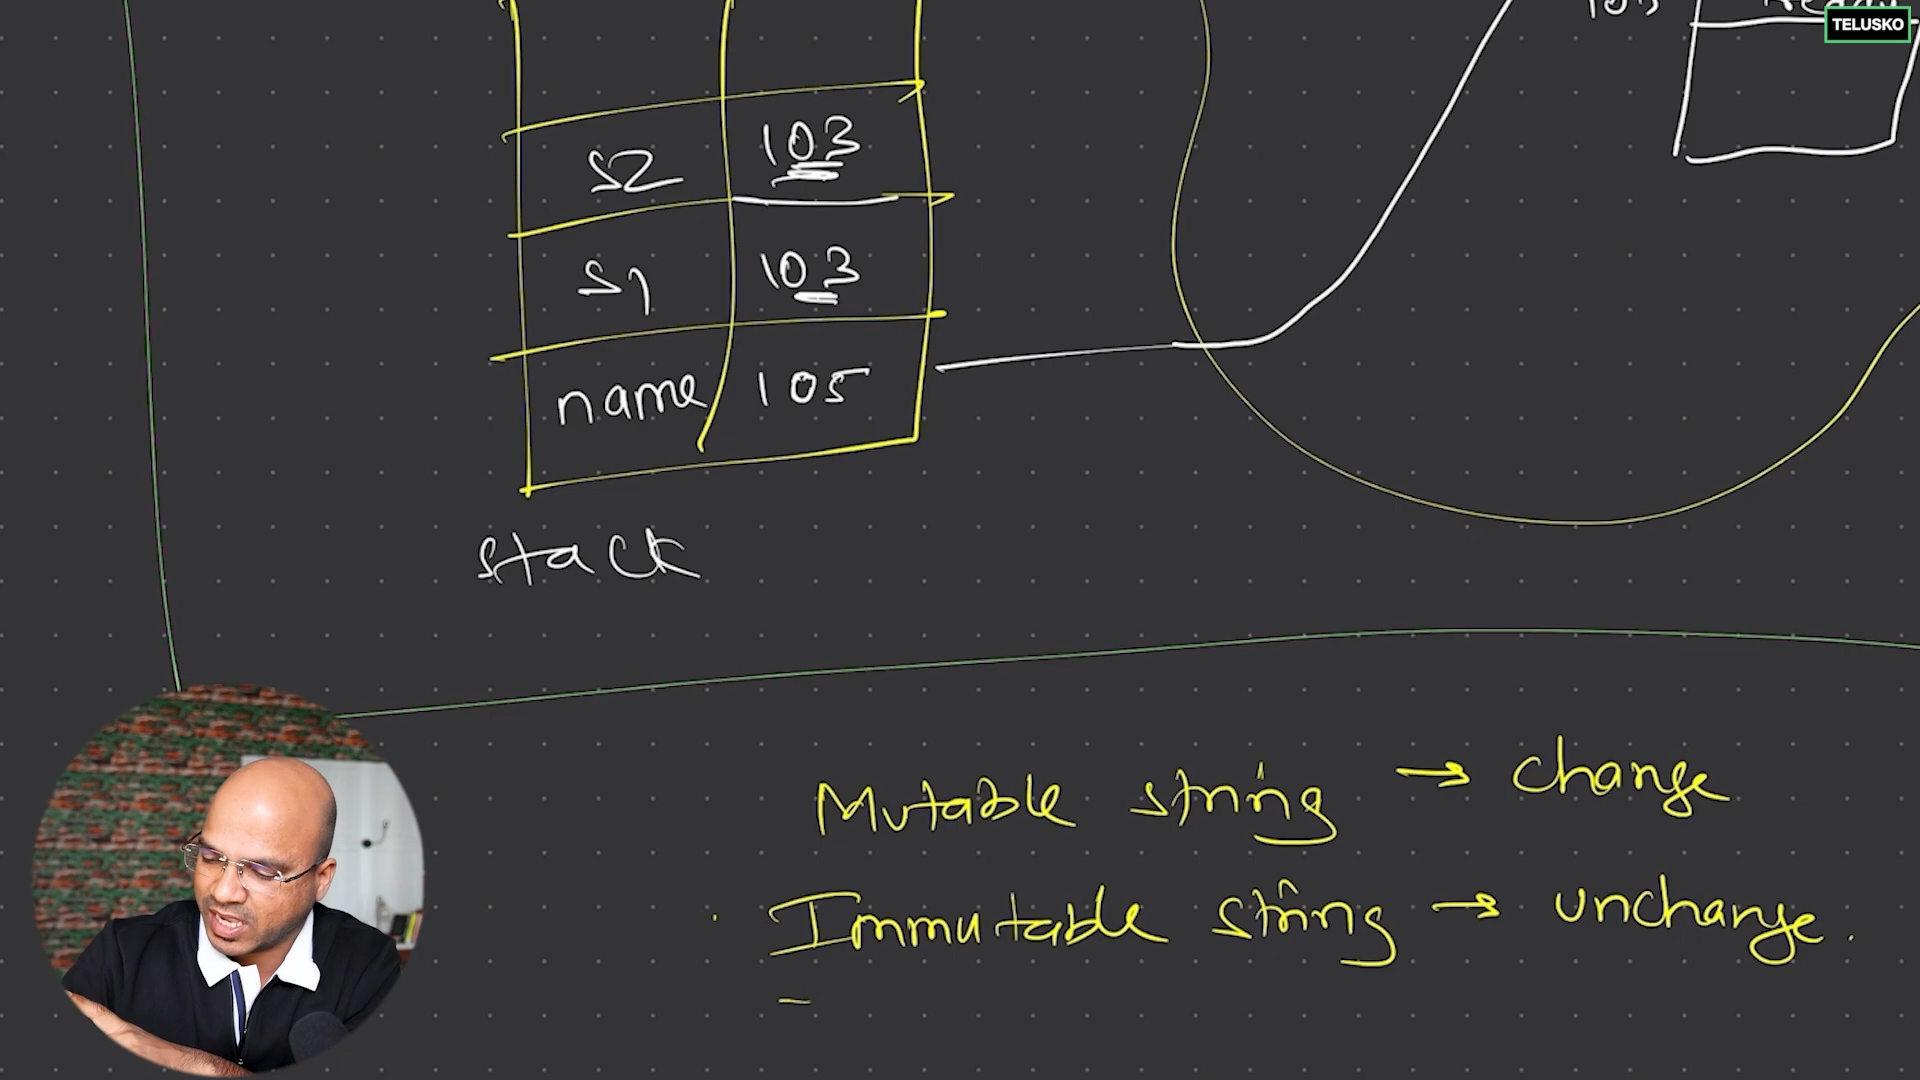 TELUSKO
S2 103
S1 103
name 105
stack
Mutable string → change
Immutable string → unchange.